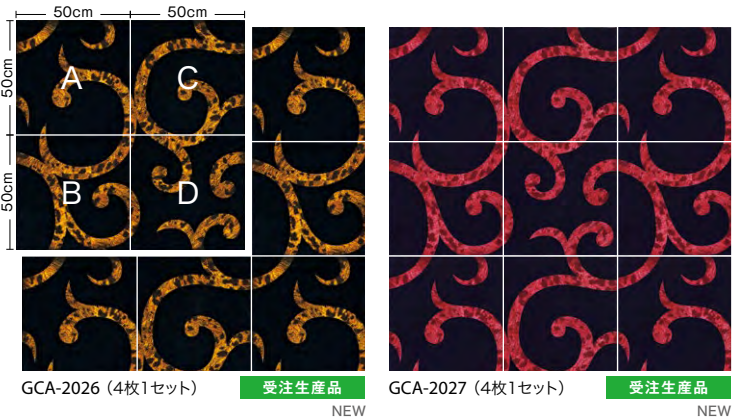 50cm 50cm
50cm
A C
50cm
B D
GCA-2026（4枚1セット） 受注生産品
NEW
GCA-2027（4枚1セット） 受注生産品
NEW